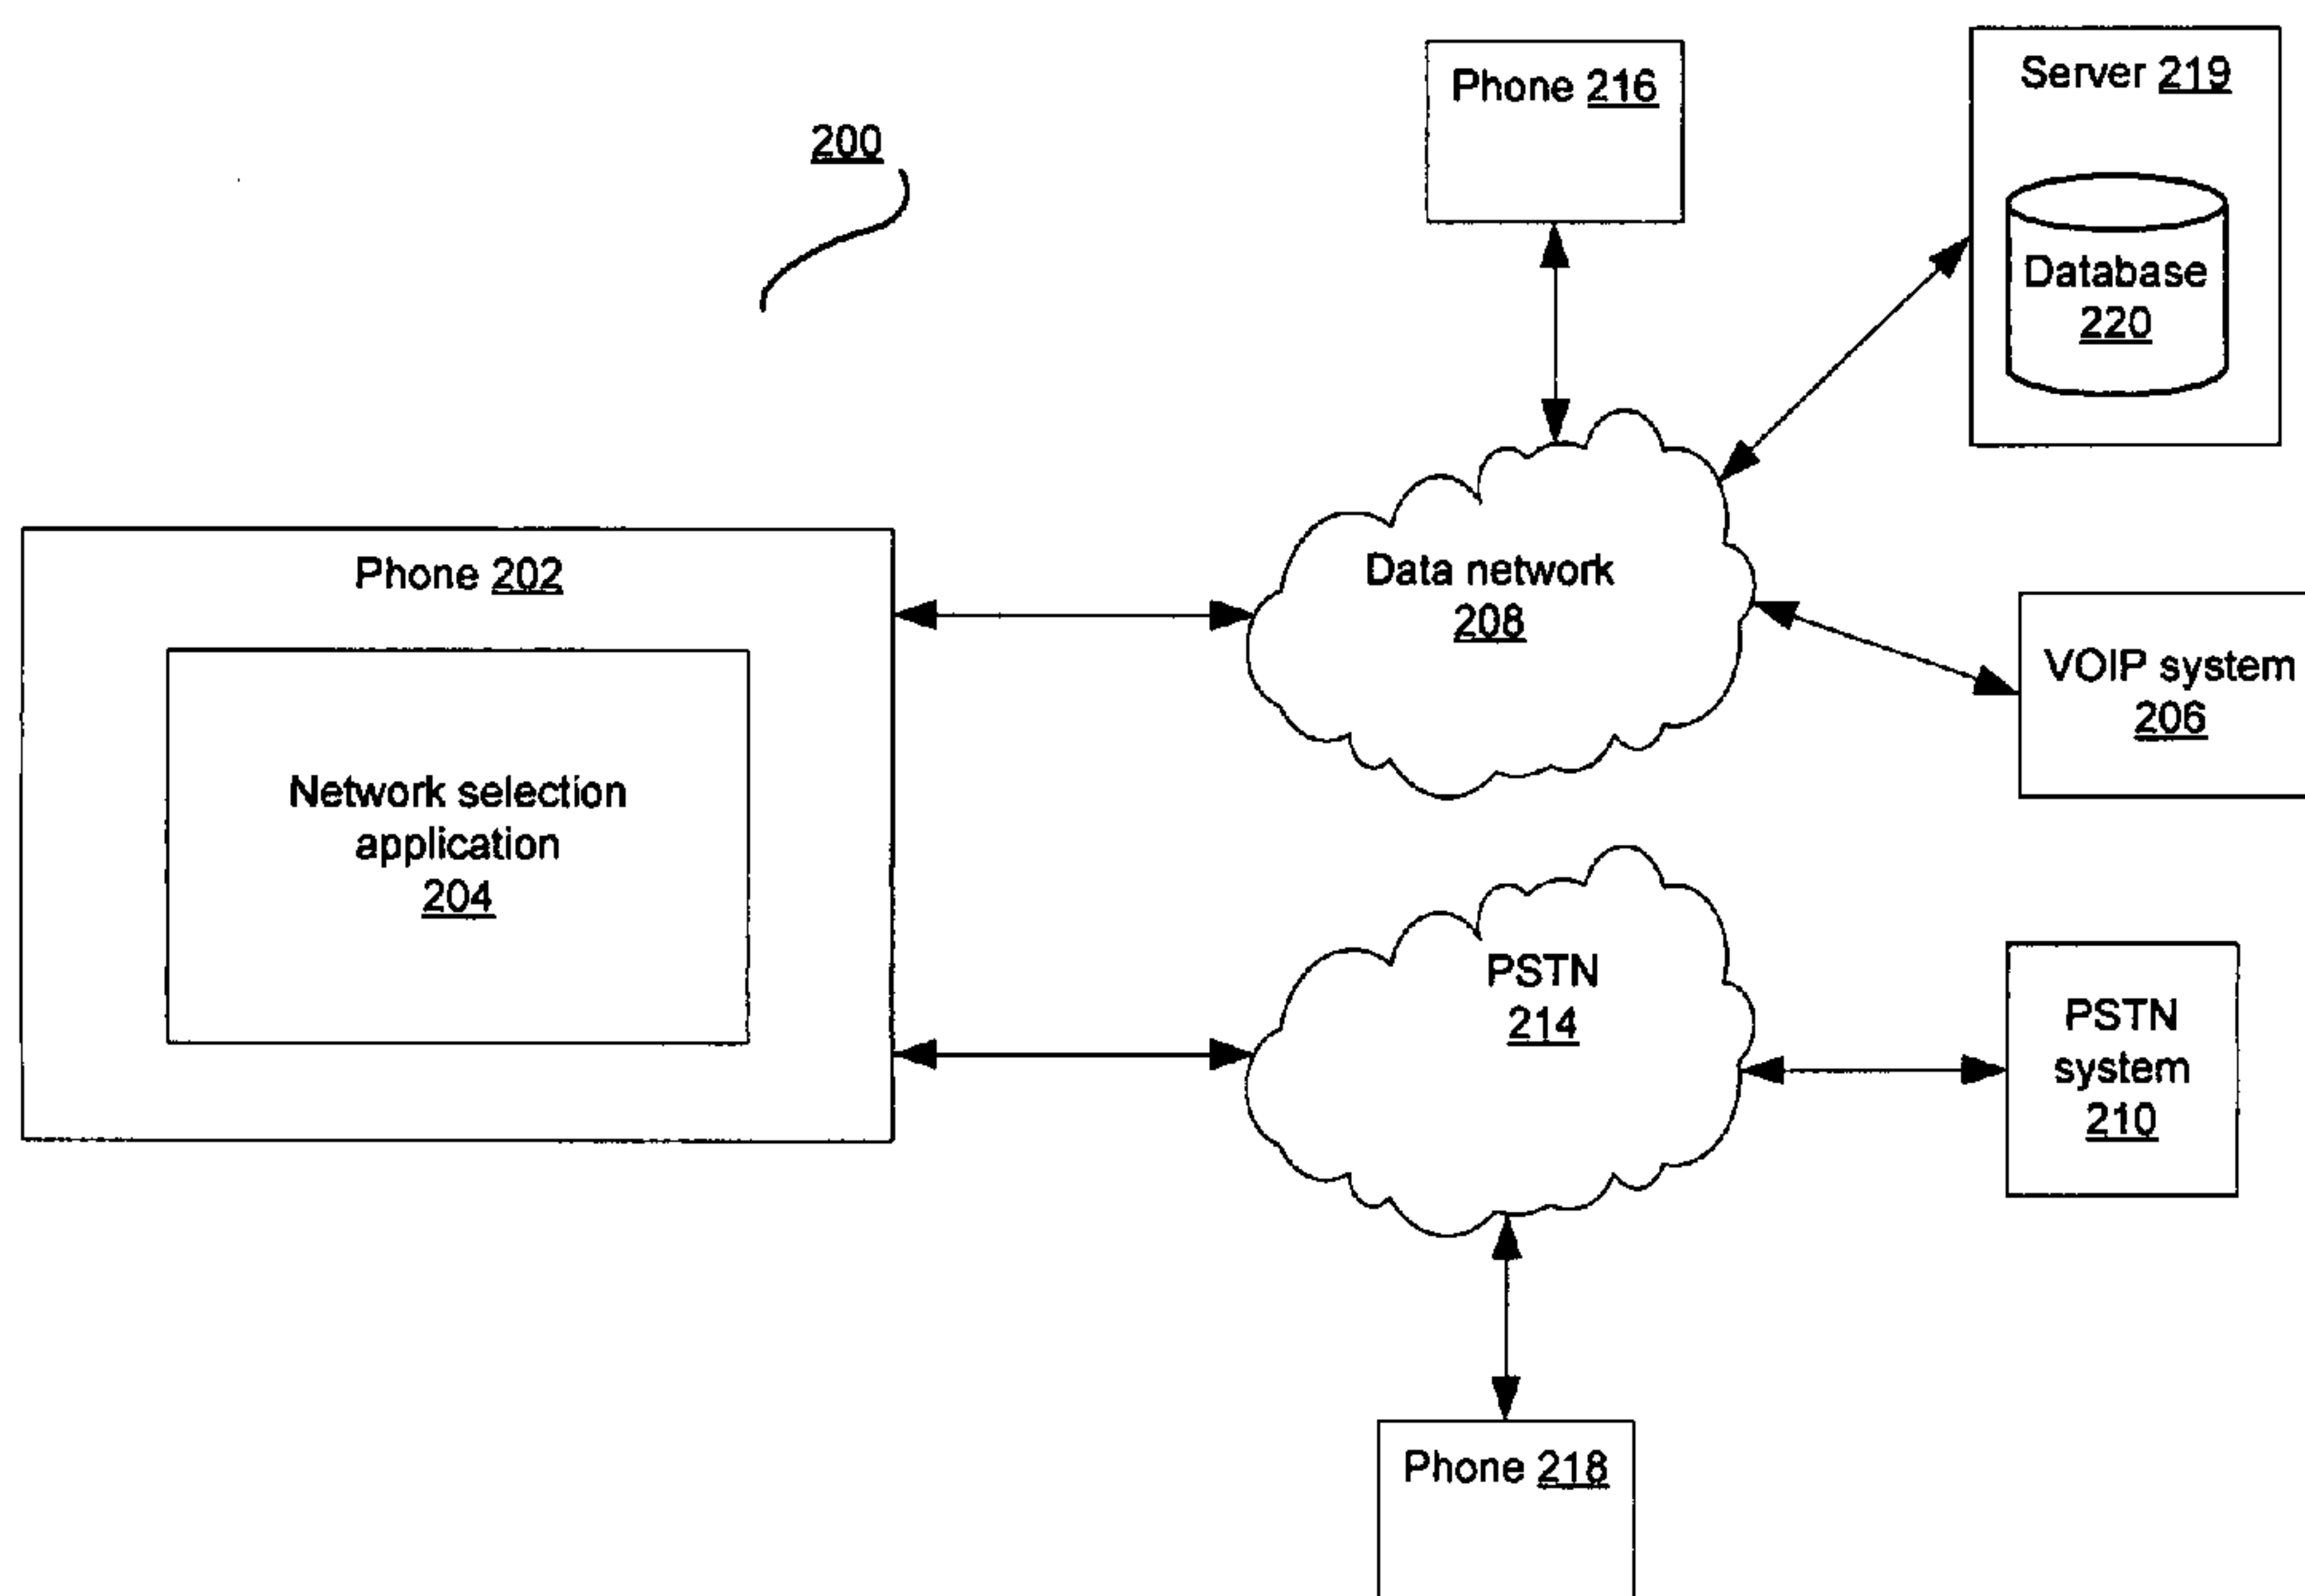 200
Phone 216
Server 219
Database
220
Phone 202
Network selection
application
204
Data network
208
VOIP system
206
PSTN
214
PSTN
system
210
Phone 218